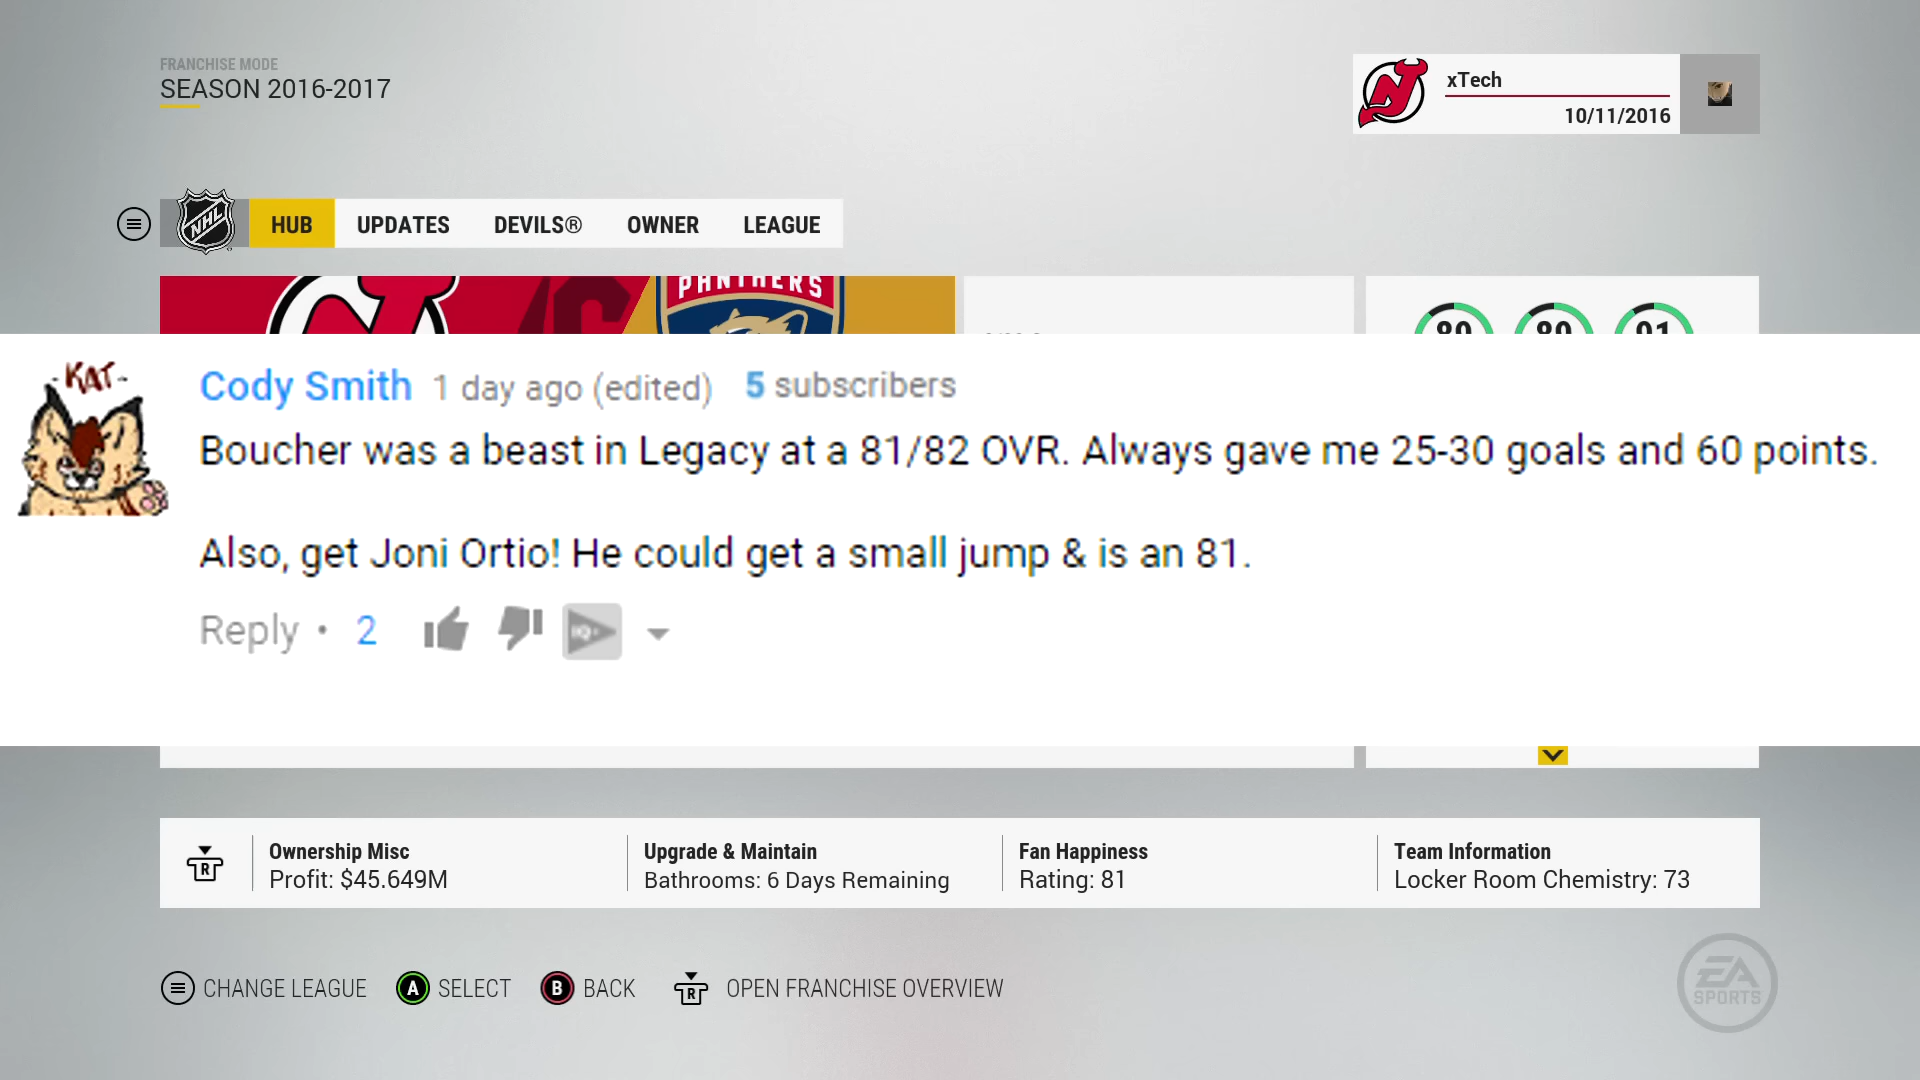 FRANCHISE MODE
SEASON 2016-2017
xTech
10/11/2016
NHL
HUB
UPDATES
DEVILS®
OWNER
LEAGUE
PANTHERS
89
89
91
-KAT-
Cody Smith 1 day ago (edited) 5 subscribers
Boucher was a beast in Legacy at a 81/82 OVR. Always gave me 25-30 goals and 60 points.
Also, get Joni Ortio! He could get a small jump & is an 81.
Reply • 2
R
Ownership Misc
Profit: $45.649M
Upgrade & Maintain
Bathrooms: 6 Days Remaining
Fan Happiness
Rating: 81
Team Information
Locker Room Chemistry: 73
CHANGE LEAGUE
A SELECT
B BACK
R OPEN FRANCHISE OVERVIEW
EA
SPORTS